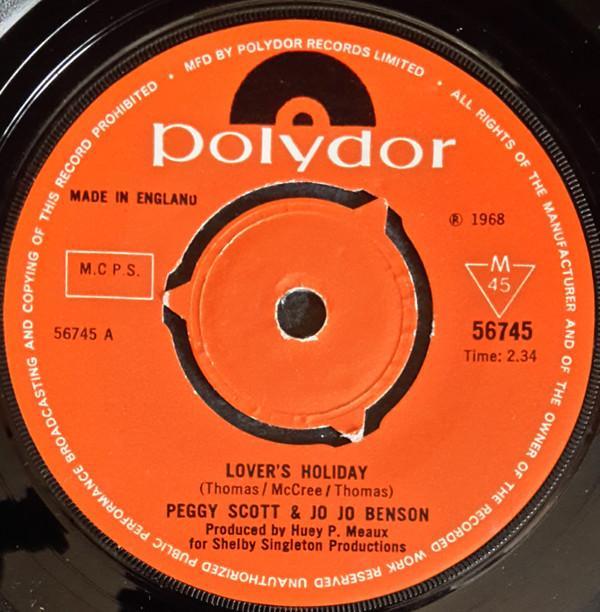 MFD BY POLYDOR RECORDS LIMITED • ALL RIGHTS OF THE MANUFACTURER AND OF THE OWNER OF THE RECORDED WORK RESERVED UNAUTHORIZED PUBLIC PERFORMANCE BROADCASTING AND COPYING OF THIS RECORD PROHIBITED •
polydor
MADE IN ENGLAND
℗ 1968
M.C P.S.
M
45
56745 A
56745
Time: 2.34
LOVER'S HOLIDAY
(Thomas/McCree/Thomas)
PEGGY SCOTT & JO JO BENSON
Produced by Huey P. Meaux
for Shelby Singleton Productions